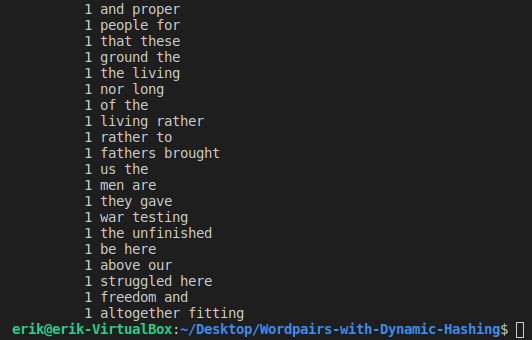 1 and proper
1 people for
1 that these
1 ground the
1 the living
1 nor long
1 of the
1 living rather
1 rather to
1 fathers brought
1 us the
1 men are
1 they gave
1 war testing
1 the unfinished
1 be here
1 above our
1 struggled here
1 freedom and
1 altogether fitting
erik@erik-VirtualBox:~/Desktop/Wordpairs-with-Dynamic-Hashing$